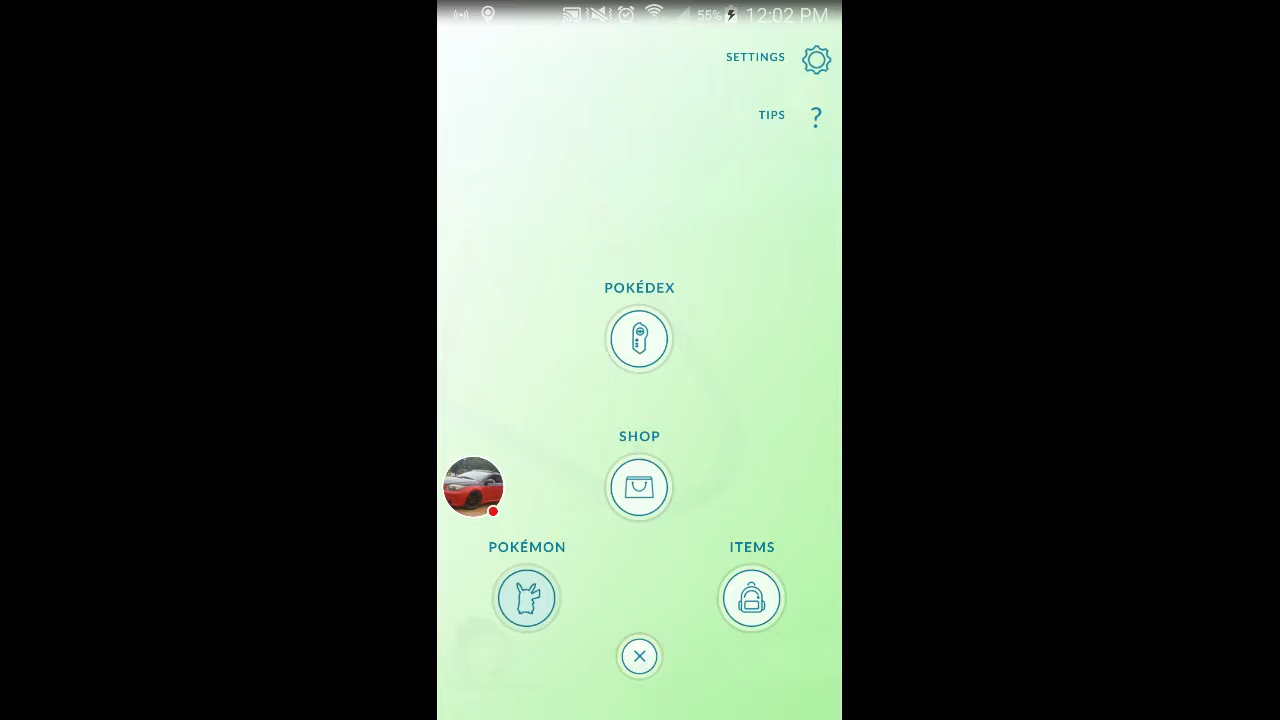 55% 12:02 PM
SETTINGS
TIPS ?
POKÉDEX
SHOP
POKÉMON
ITEMS